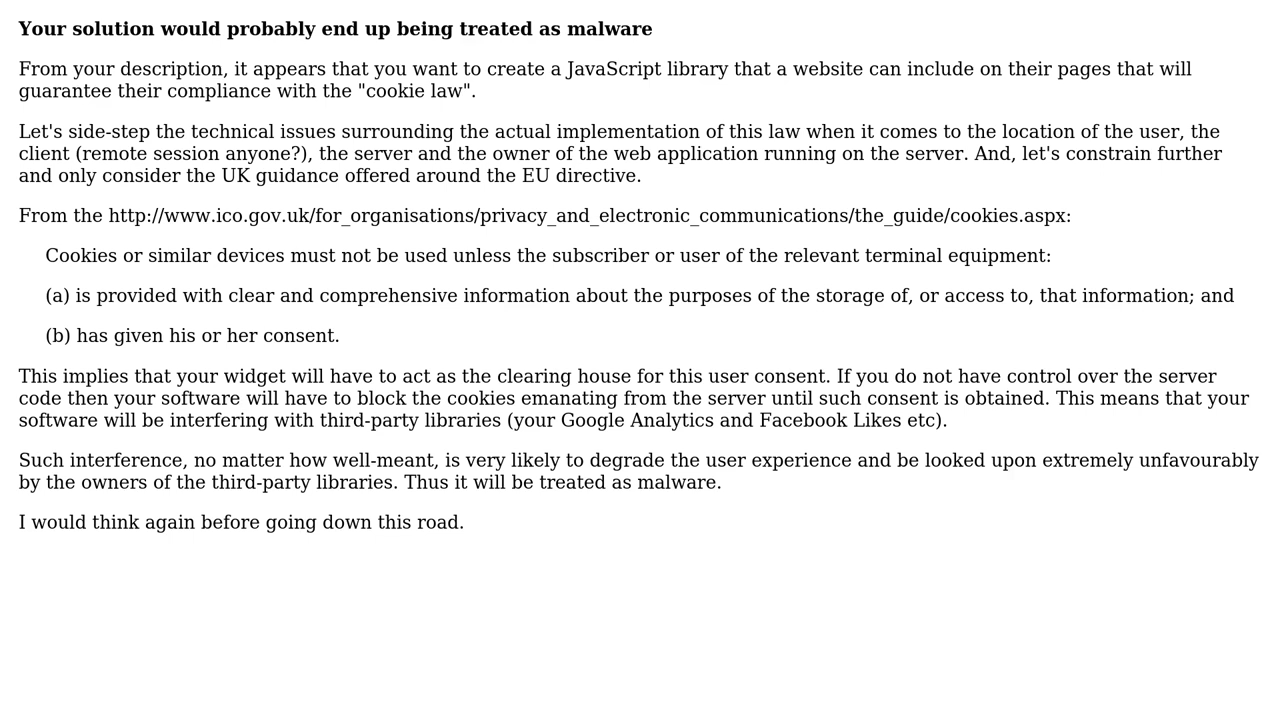 Your solution would probably end up being treated as malware
From your description, it appears that you want to create a JavaScript library that a website can include on their pages that will
guarantee their compliance with the "cookie law".
Let's side-step the technical issues surrounding the actual implementation of this law when it comes to the location of the user, the
client (remote session anyone?), the server and the owner of the web application running on the server. And, let's constrain further
and only consider the UK guidance offered around the EU directive.
From the http://www.ico.gov.uk/for_organisations/privacy_and_electronic_communications/the_guide/cookies.aspx:
Cookies or similar devices must not be used unless the subscriber or user of the relevant terminal equipment:
(a) is provided with clear and comprehensive information about the purposes of the storage of, or access to, that information; and
(b) has given his or her consent.
This implies that your widget will have to act as the clearing house for this user consent. If you do not have control over the server
code then your software will have to block the cookies emanating from the server until such consent is obtained. This means that your
software will be interfering with third-party libraries (your Google Analytics and Facebook Likes etc).
Such interference, no matter how well-meant, is very likely to degrade the user experience and be looked upon extremely unfavourably
by the owners of the third-party libraries. Thus it will be treated as malware.
I would think again before going down this road.